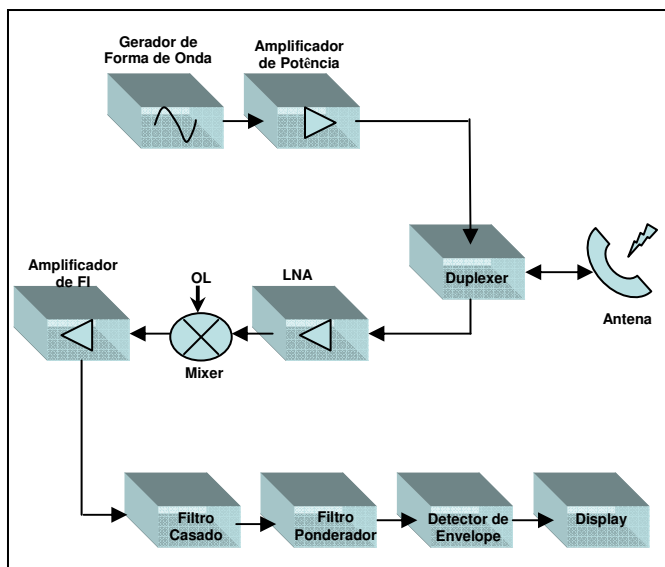 Gerador de
Forma de Onda
Amplificador
de Potência
Duplexer
Antena
LNA
OL
Mixer
Amplificador
de FI
Filtro
Casado
Filtro
Ponderador
Detector de
Envelope
Display